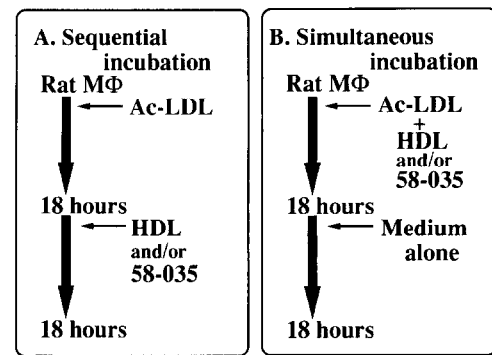 A. Sequential
incubation
Rat MΦ
Ac-LDL
18 hours
HDL
and/or
58-035
18 hours
B. Simultaneous
incubation
Rat MΦ
Ac-LDL
+
HDL
and/or
58-035
18 hours
Medium
alone
18 hours